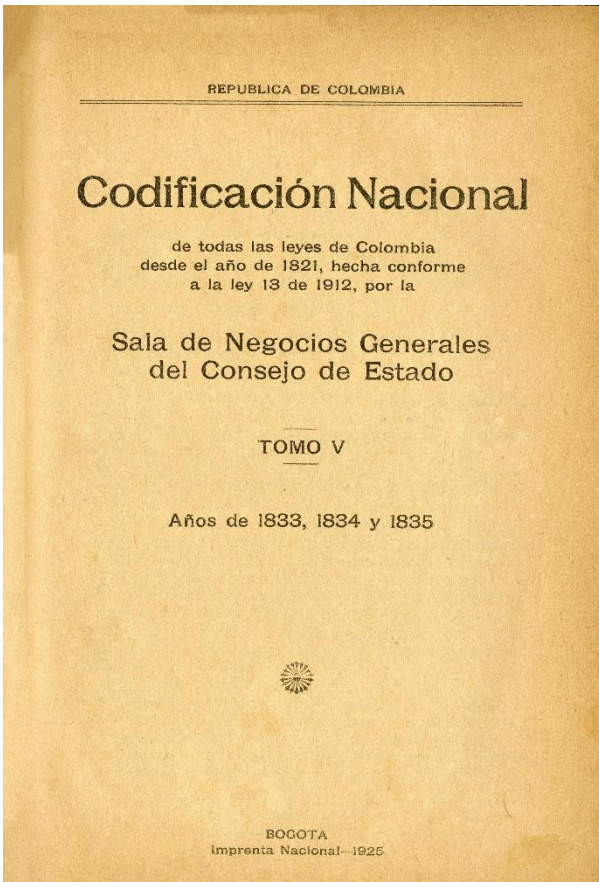 REPUBLICA DE COLOMBIA
Codificación Nacional
de todas las leyes de Colombia
desde el año de 1821, hecha conforme
a la ley 13 de 1912, por la
Sala de Negocios Generales
del Consejo de Estado
TOMO V
Años de 1833, 1834 y 1835
BOGOTA
Imprenta Nacional—1925